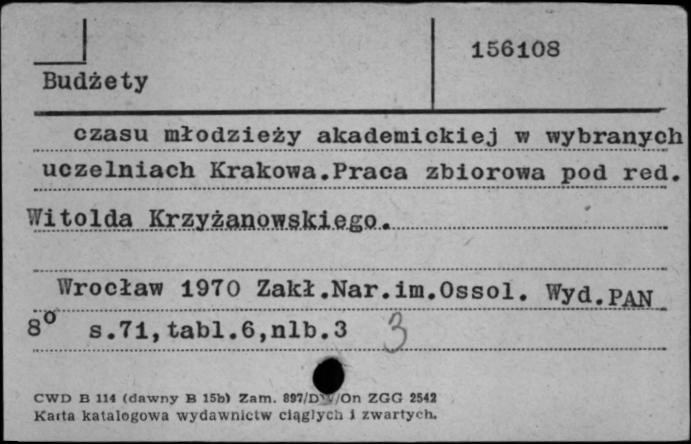 156108
Budżety
czasu młodzieży akademickiej w wybranych
uczelniach Krakowa.Praca zbiorowa pod red.
Witolda Krzyżanowskiego.
Wrocław 1970 Zakł.Nar.im.Ossol. Wyd.PAN
8° s.71,tabl.6,nlb.3 3
CWD B 114 (dawny B 15b) Zam. 897/DW/On ZGG 2542
Karta katalogowa wydawnictw ciągłych i zwartych.